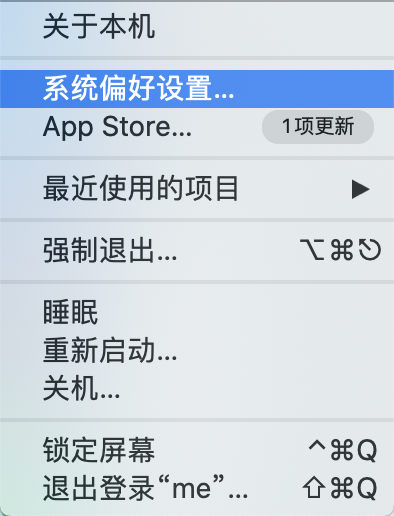 关于本机
系统偏好设置...
App Store... 1项更新
最近使用的项目 ▶
强制退出... ⌥⌘⎋
睡眠
重新启动...
关机...
锁定屏幕 ^⌘Q
退出登录“me”... ⇧⌘Q